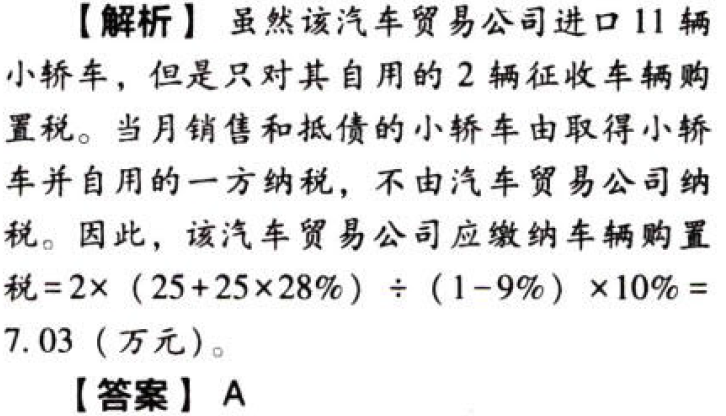 【解析】 虽然该汽车贸易公司进口 11 辆
小轿车，但是只对其自用的 2 辆征收车辆购
置税。当月销售和抵债的小轿车由取得小轿
车并自用的一方纳税，不由汽车贸易公司纳
税。因此，该汽车贸易公司应缴纳车辆购置
税=2×（25+25×28%）÷（1-9%）×10%=
7.03（万元）。
【答案】 A